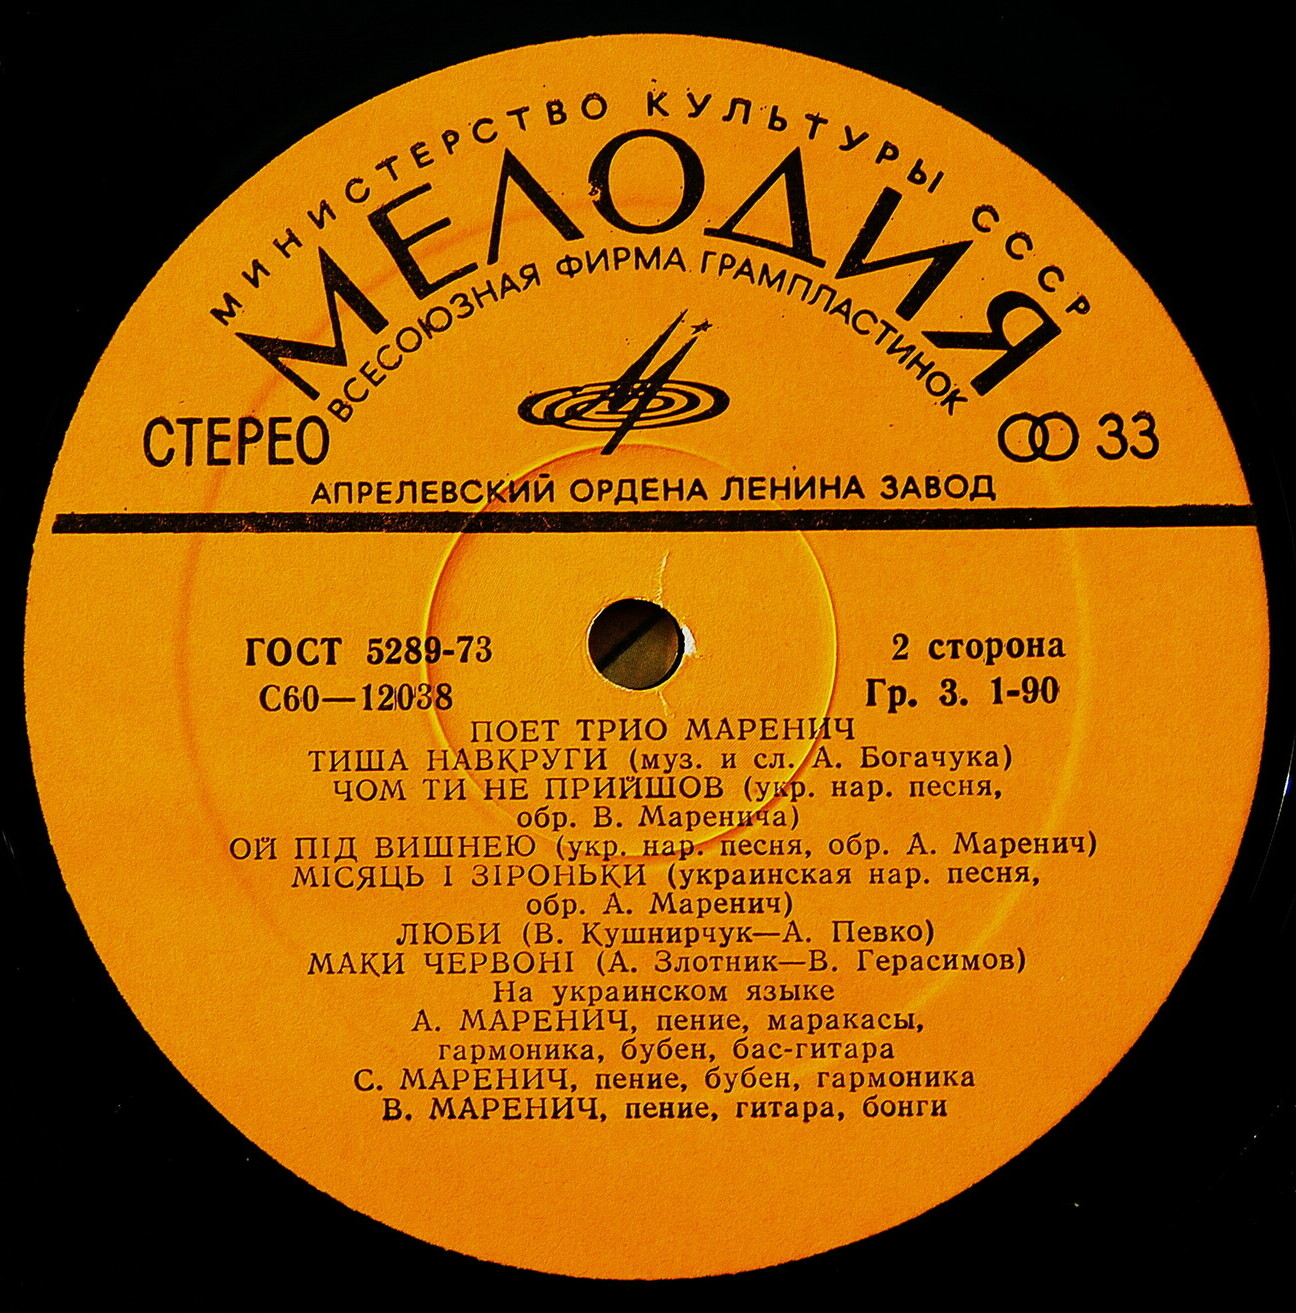 МИНИСТЕРСТВО КУЛЬТУРЫ СССР
МЕЛОДИЯ
ВСЕСОЮЗНАЯ ФИРМА ГРАМПЛАСТИНОК
СТЕРЕО
33
АПРЕЛЕВСКИЙ ОРДЕНА ЛЕНИНА ЗАВОД
ГОСТ 5289-73
2 сторона
С60—12038
Гр. 3. 1-90
ПОЕТ ТРИО МАРЕНИЧ
ТИША НАВКРУГИ (муз. и сл. А. Богачука)
ЧОМ ТИ НЕ ПРИЙШОВ (укр. нар. песня,
обр. В. Маренича)
ОЙ ПІД ВИШНЕЮ (укр. нар. песня, обр. А. Маренич)
МІСЯЦЬ І ЗІРОНЬКИ (украинская нар. песня,
обр. А. Маренич)
ЛЮБИ (В. Кушнирчук—А. Певко)
МАКИ ЧЕРВОНІ (А. Злотник—В. Герасимов)
На украинском языке
А. МАРЕНИЧ, пение, маракасы,
гармоника, бубен, бас-гитара
С. МАРЕНИЧ, пение, бубен, гармоника
В. МАРЕНИЧ, пение, гитара, бонги